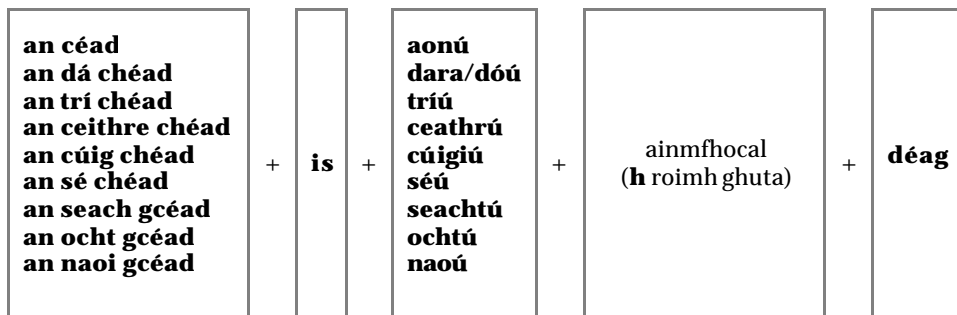 an céad
an dá chéad
an trí chéad
an ceithre chéad
an cúig chéad
an sé chéad
an seach gcéad
an ocht gcéad
an naoi gcéad
+
is
+
aonú
dara/dóú
tríú
ceathrú
cúigiú
séú
seachtú
ochtú
naoú
+
ainmfhocal
(h roimh ghuta)
+
déag